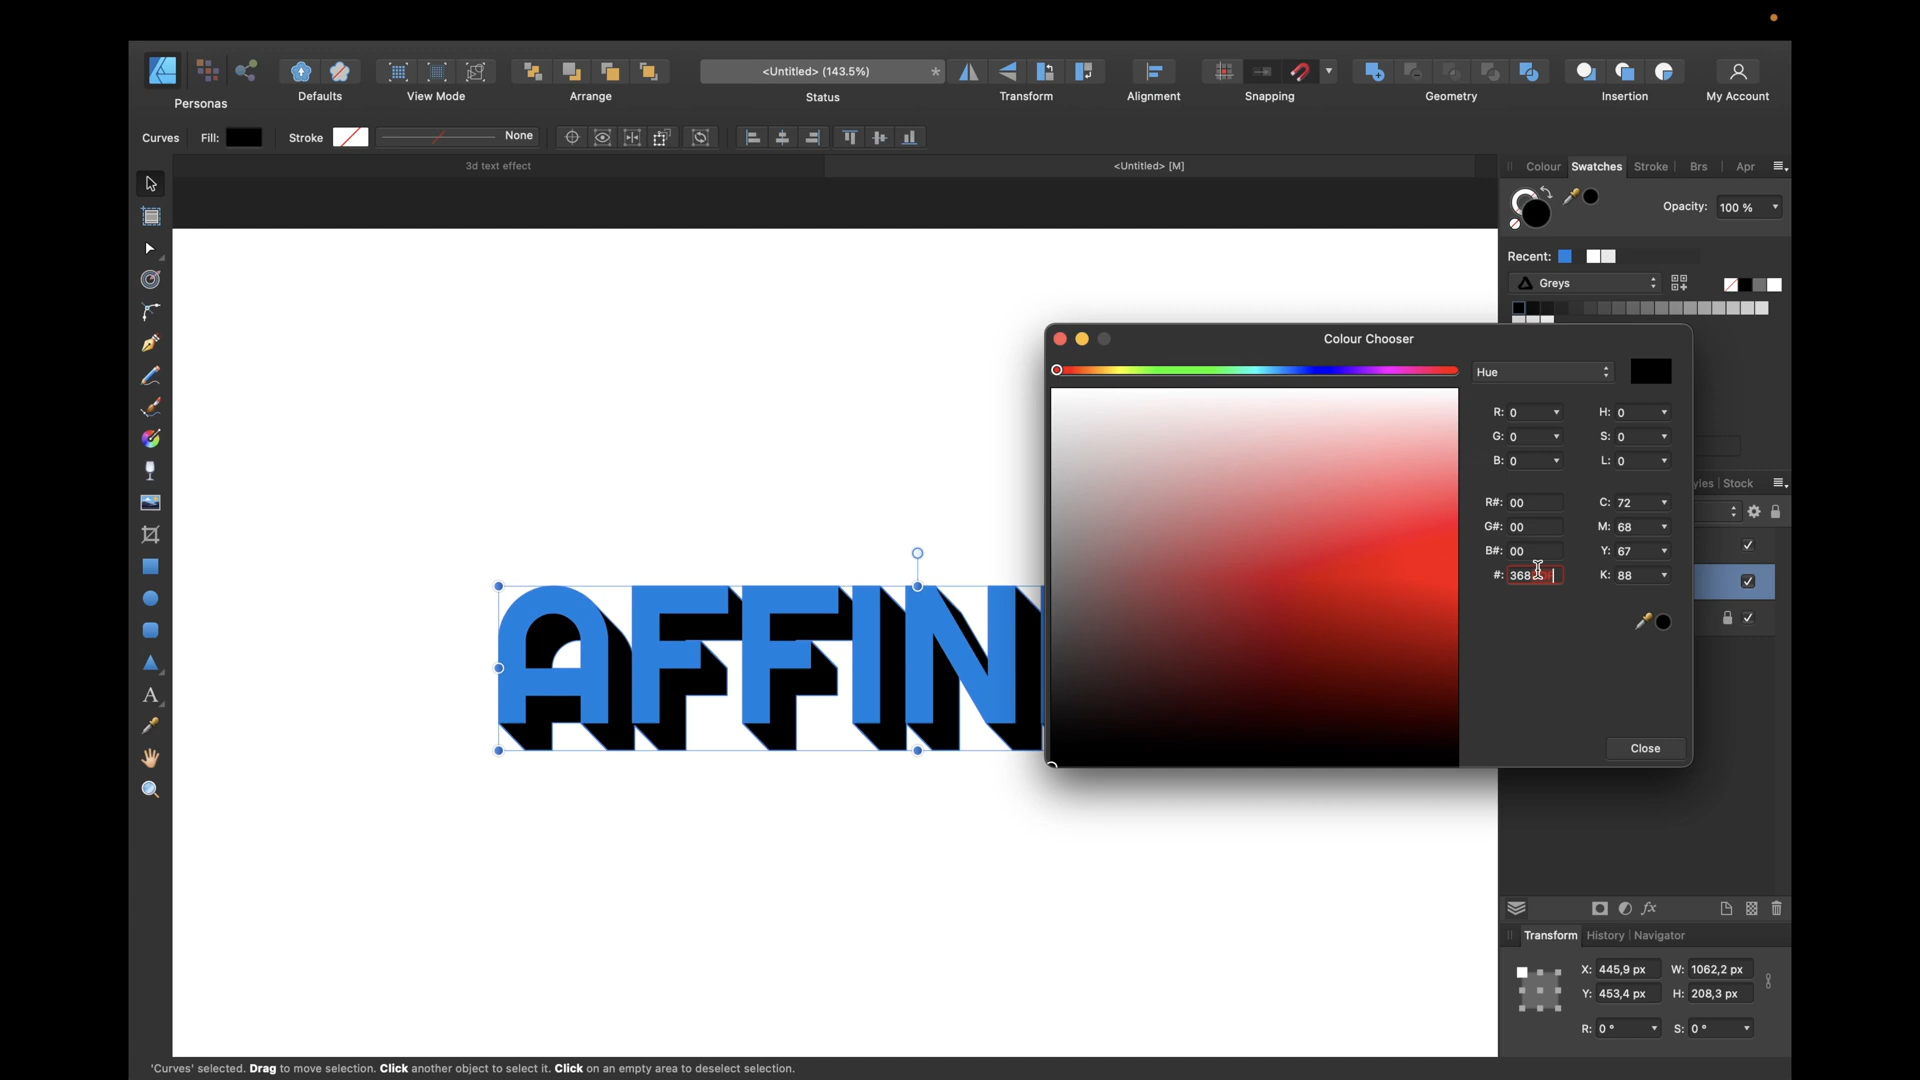 <Untitled> (143.5%)
*
Personas
Defaults
View Mode
Arrange
Status
Transform
Alignment
Snapping
Geometry
Insertion
My Account
Curves
Fill:
Stroke
None
3d text effect
<Untitled> [M]
Colour
Swatches
Stroke
Brs
Apr
Opacity:
100 %
Recent:
Greys
Colour Chooser
Hue
R: 0
H: 0
G: 0
S: 0
B: 0
L: 0
R#: 00
C: 72
G#: 00
M: 68
B#: 00
Y: 67
#: 368
K: 88
Close
Stock
AFFIN
A
Transform
History
Navigator
X: 445,9 px
W: 1062,2 px
Y: 453,4 px
H: 208,3 px
R: 0 °
S: 0 °
'Curves' selected. Drag to move selection. Click another object to select it. Click on an empty area to deselect selection.